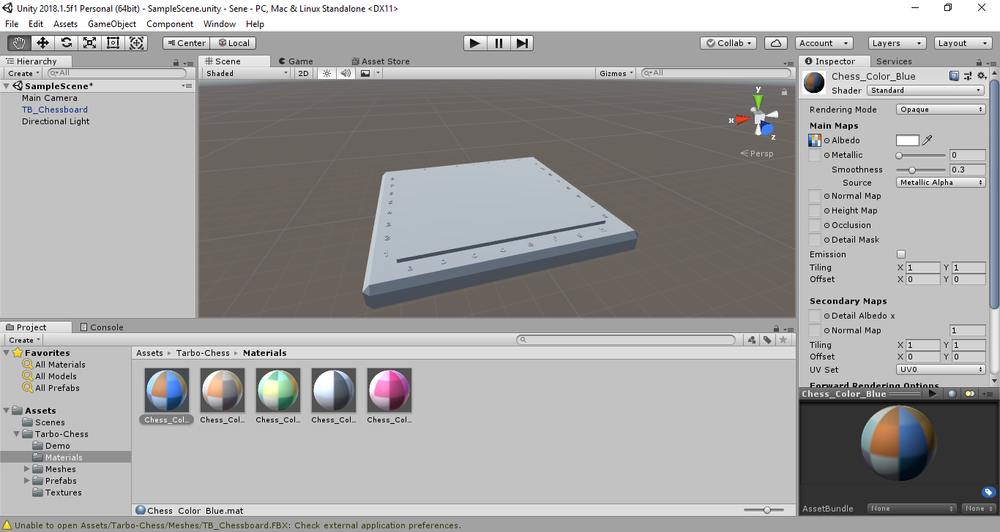 Unity 2018.1.5f1 Personal (64bit) - SampleScene.unity - Sene - PC, Mac & Linux Standalone <DX11>
File Edit Assets GameObject Component Window Help
Center Local Collab Account Layers Layout
Hierarchy
Create All
SampleScene*
Main Camera
TB_Chessboard
Directional Light
Scene Game Asset Store
Shaded 2D Gizmos All
y
x
z
Persp
Inspector Services
Chess_Color_Blue
Shader Standard
Rendering Mode Opaque
Main Maps
Albedo
Metallic 0
Smoothness 0.3
Source Metallic Alpha
Normal Map
Height Map
Occlusion
Detail Mask
Emission
Tiling X 1 Y 1
Offset X 0 Y 0
Secondary Maps
Detail Albedo x
Normal Map 1
Tiling X 1 Y 1
Offset X 0 Y 0
UV Set UV0
Forward Rendering Options
Chess_Color_Blue
AssetBundle None None
Project Console
Create
Favorites
All Materials
All Models
All Prefabs
Assets
Scenes
Tarbo-Chess
Demo
Materials
Meshes
Prefabs
Textures
Assets Tarbo-Chess Materials
Chess_Col... Chess_Col... Chess_Col... Chess_Col... Chess_Col...
Chess_Color_Blue.mat
Unable to open Assets/Tarbo-Chess/Meshes/TB_Chessboard.FBX: Check external application preferences.